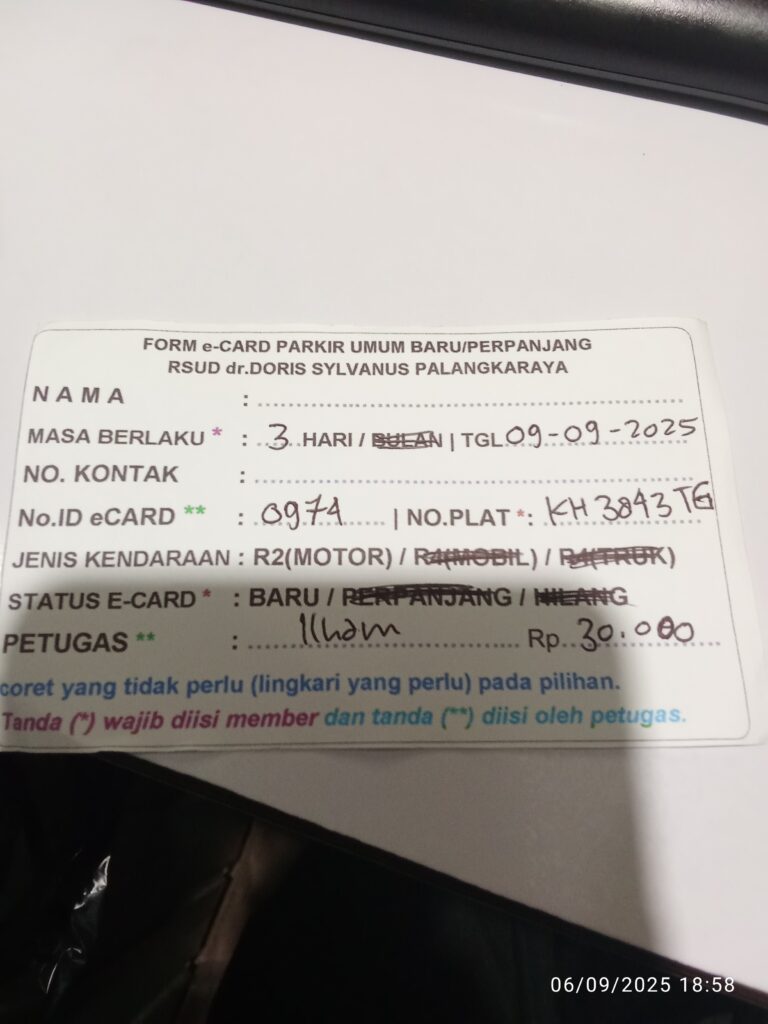 FORM e-CARD PARKIR UMUM BARU/PERPANJANG
RSUD dr.DORIS SYLVANUS PALANGKARAYA
N A M A :
MASA BERLAKU * : 3 HARI / BULAN | TGL 09-09-2025
NO. KONTAK :
No.ID eCARD ** : 0974 | NO.PLAT *: KH 3843 TG
JENIS KENDARAAN : R2(MOTOR) / R4(MOBIL) / R4(TRUK)
STATUS E-CARD * : BARU / PERPANJANG / HILANG
PETUGAS ** : Ilham Rp. 30.000
coret yang tidak perlu (lingkari yang perlu) pada pilihan.
Tanda (*) wajib diisi member dan tanda (**) diisi oleh petugas.
06/09/2025 18:58